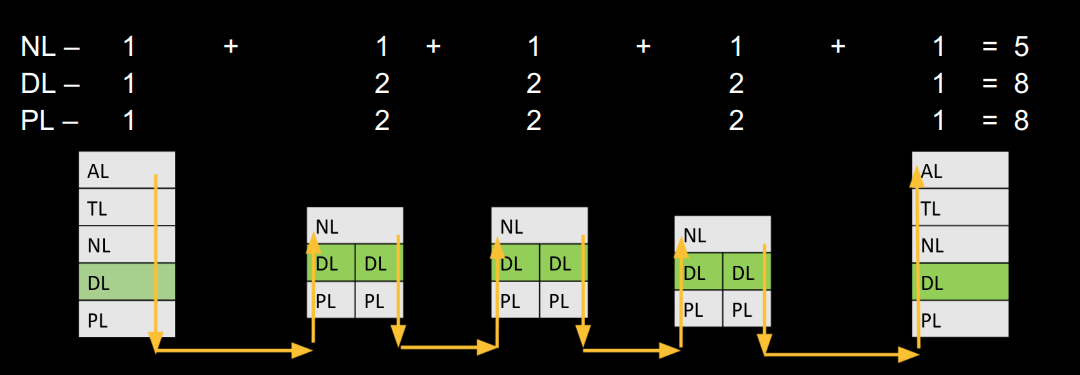 NL – 1 + 1 + 1 + 1 + 1 = 5
DL – 1 2 2 2 1 = 8
PL – 1 2 2 2 1 = 8
AL
TL
NL
DL
PL
NL
DL DL
PL PL
NL
DL DL
PL PL
NL
DL DL
PL PL
AL
TL
NL
DL
PL